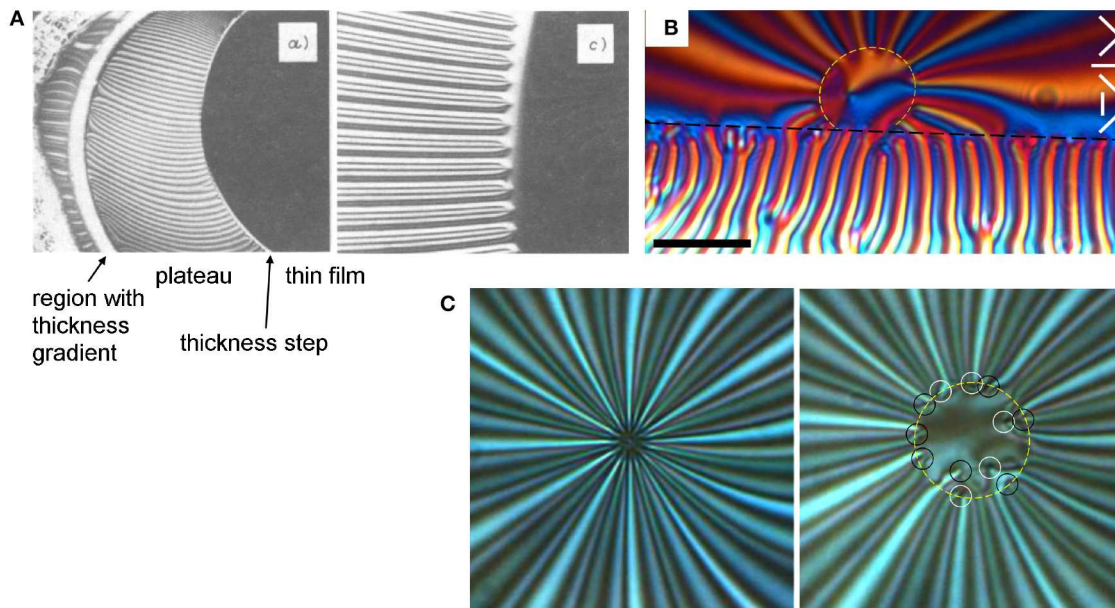 A
a)
c)
B
plateau
thin film
region with
thickness
gradient
thickness step
C